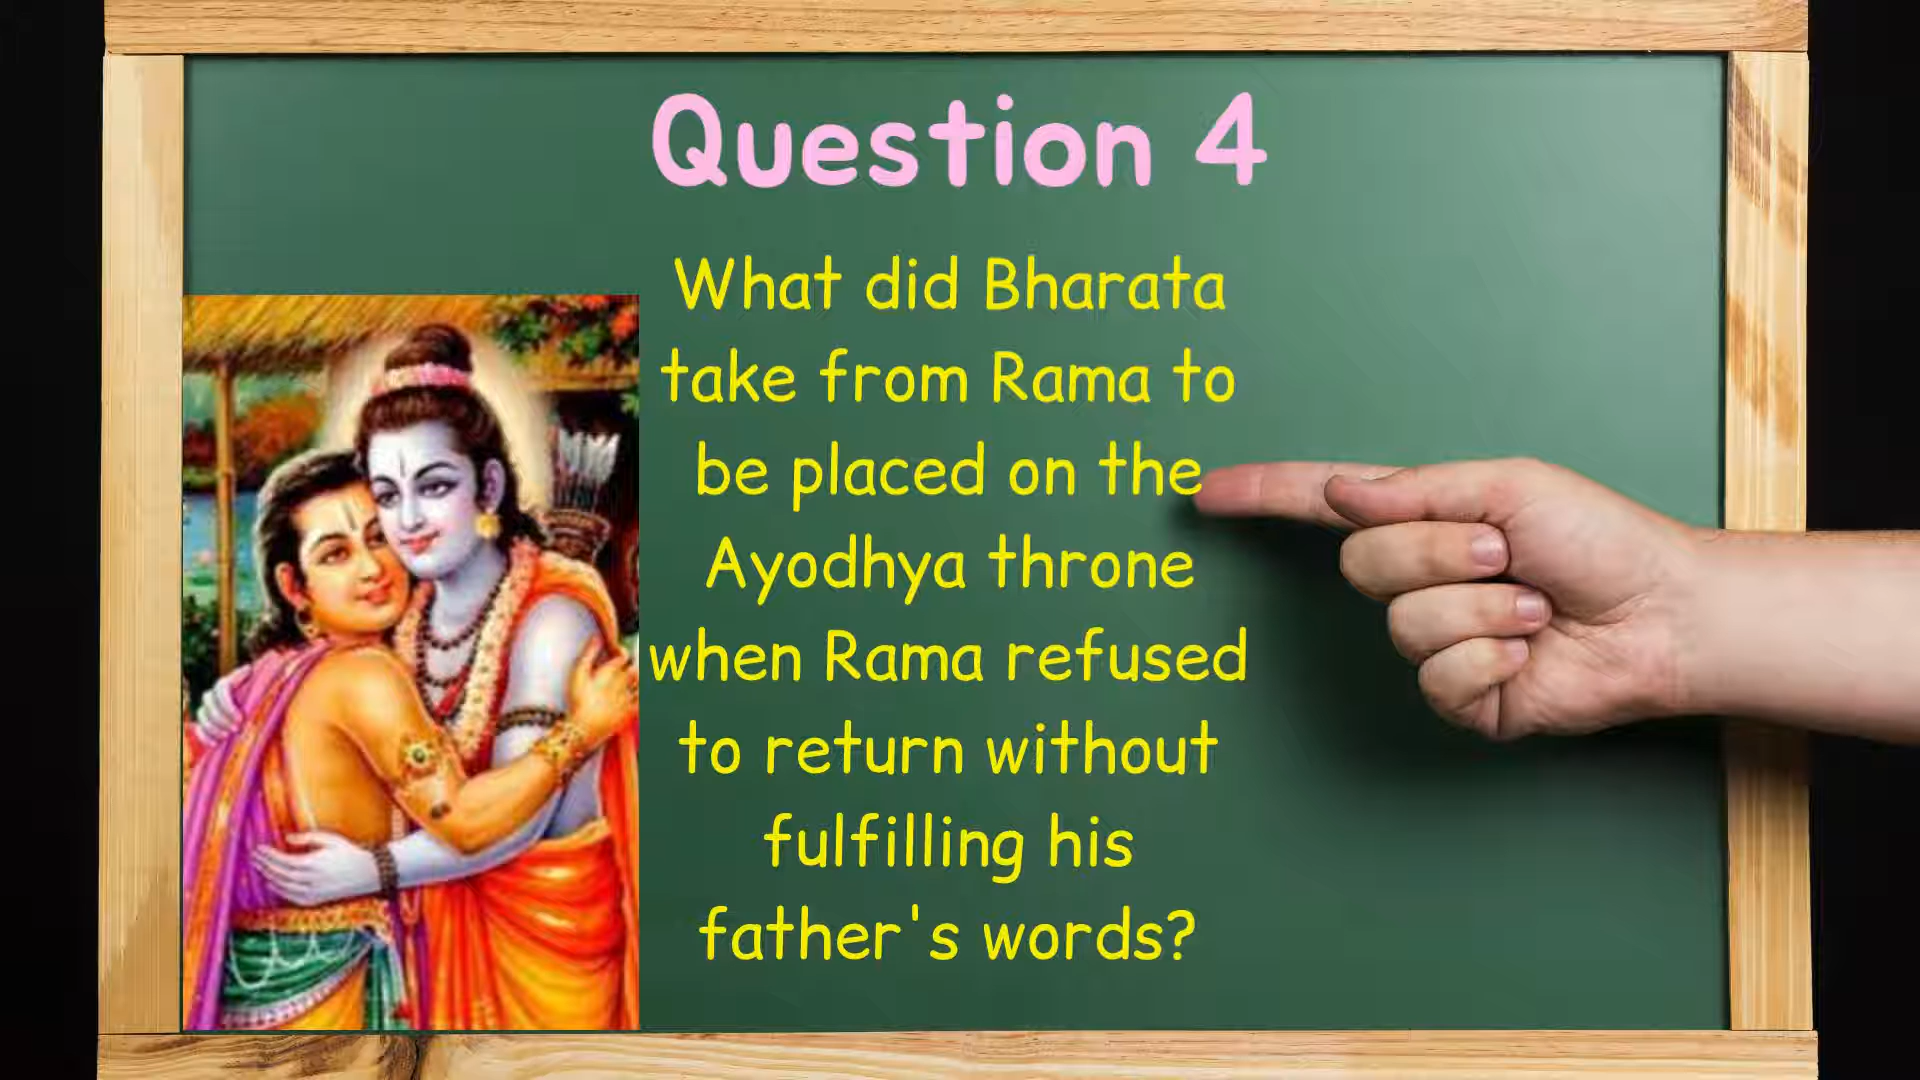 Question 4
What did Bharata
take from Rama to
be placed on the
Ayodhya throne
when Rama refused
to return without
fulfilling his
father's words?